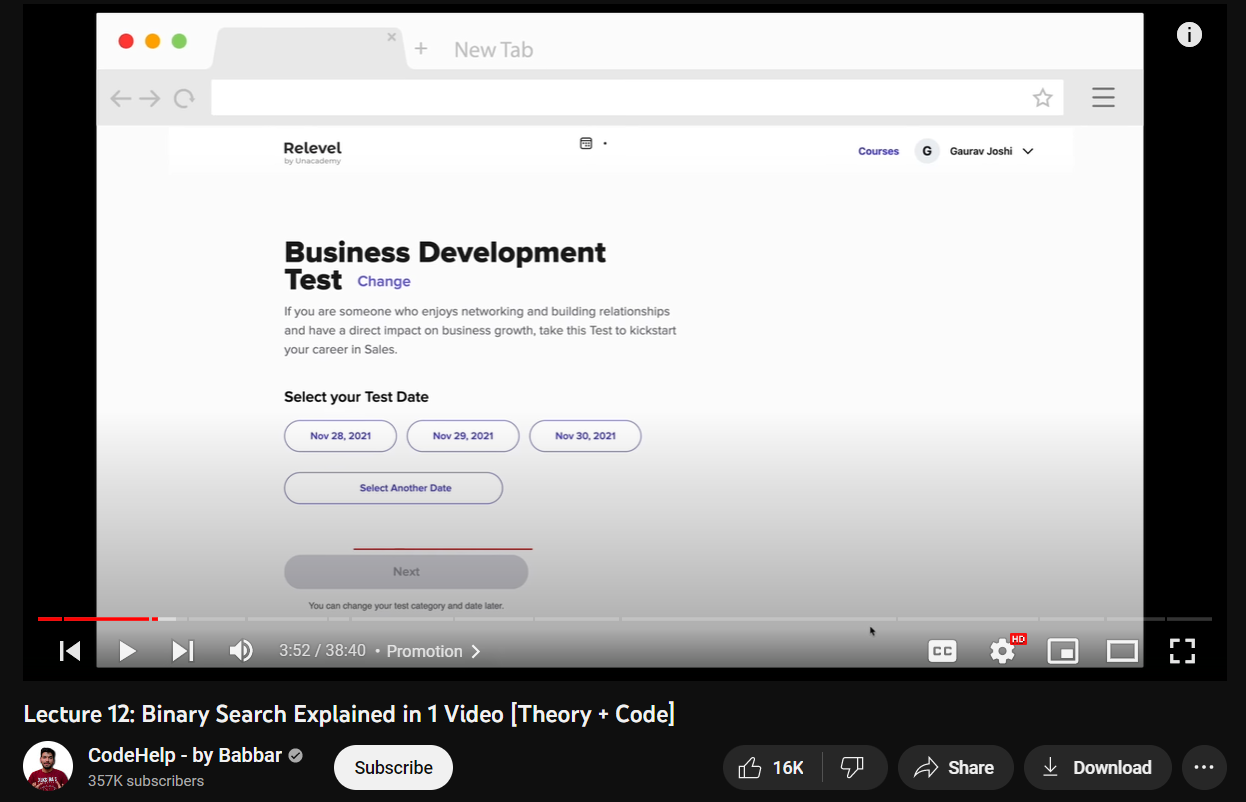 New Tab
Relevel
by Unacademy
Courses
G
Gaurav Joshi
Business Development
Test Change
If you are someone who enjoys networking and building relationships
and have a direct impact on business growth, take this Test to kickstart
your career in Sales.
Select your Test Date
Nov 28, 2021
Nov 29, 2021
Nov 30, 2021
Select Another Date
Next
You can change your test category and date later.
3:52 / 38:40 • Promotion
CC
HD
Lecture 12: Binary Search Explained in 1 Video [Theory + Code]
CodeHelp - by Babbar
357K subscribers
Subscribe
16K
Share
Download